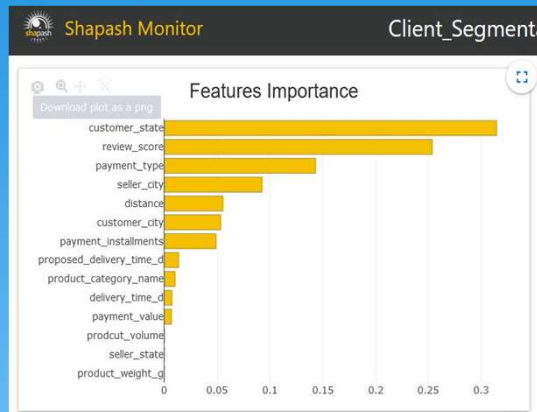 shapash
Shapash Monitor
Client_Segmenta
Download plot as a png
Features Importance
customer_state
review_score
payment_type
seller_city
distance
customer_city
payment_installments
proposed_delivery_time_d
product_category_name
delivery_time_d
payment_value
prodcut_volume
seller_state
product_weight_g
0
0.05
0.1
0.15
0.2
0.25
0.3